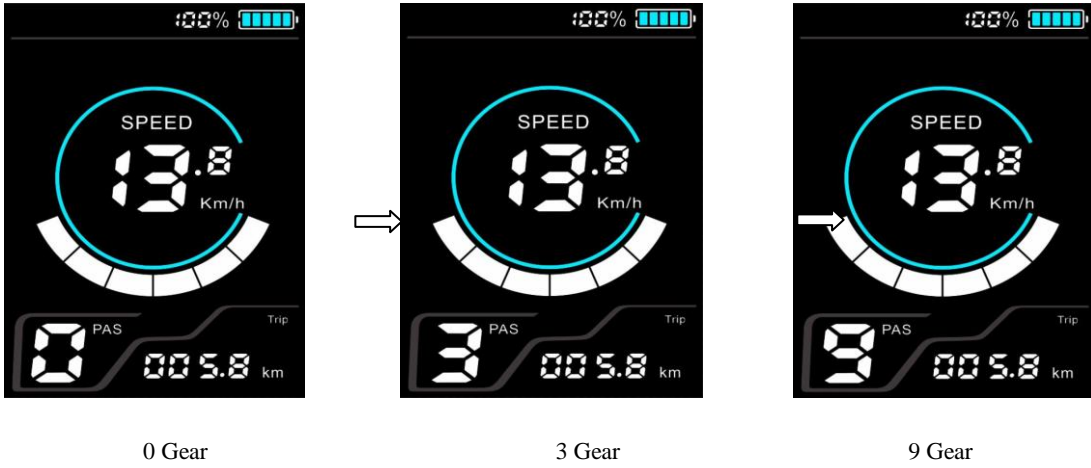 100% 100% 100%
SPEED SPEED SPEED
13.8 13.8 13.8
Km/h Km/h Km/h
PAS Trip PAS Trip PAS Trip
0 005.8 km 3 005.8 km 9 005.8 km
0 Gear 3 Gear 9 Gear